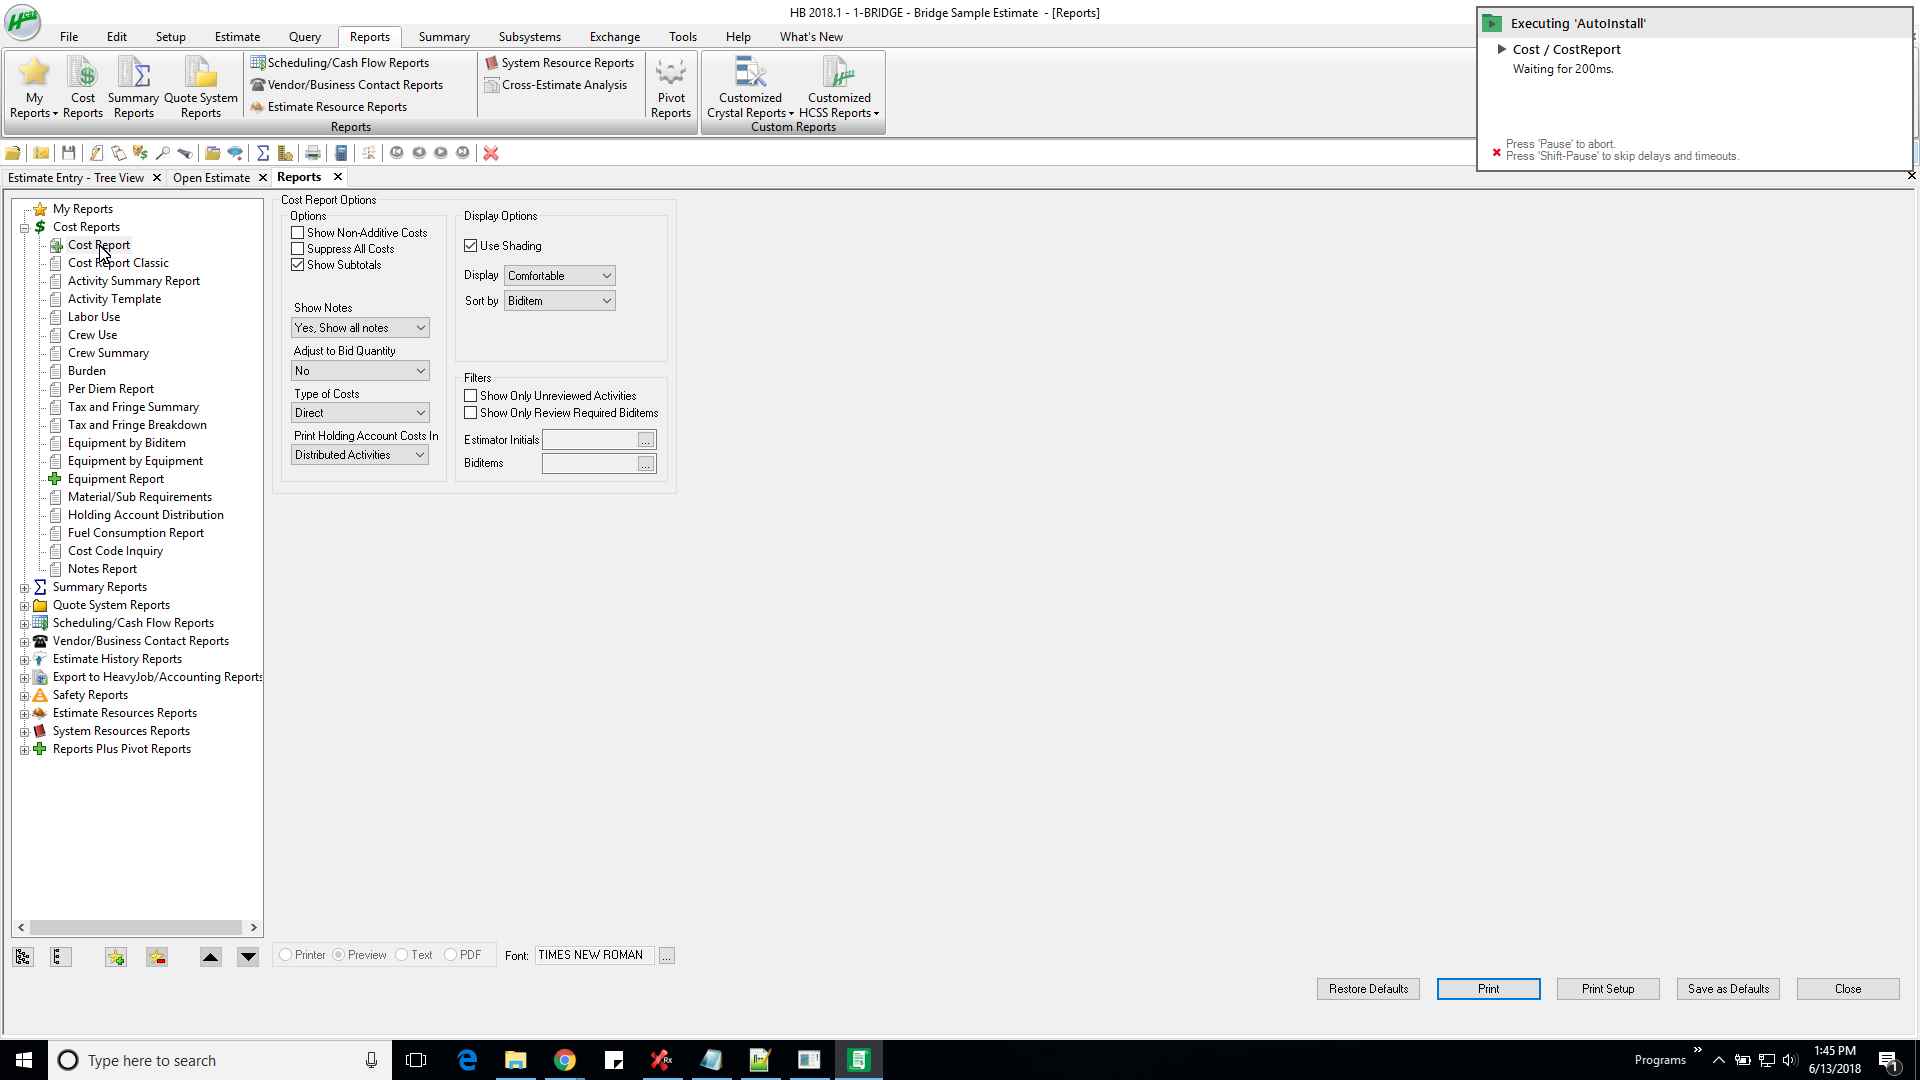 HB 2018.1 - 1-BRIDGE - Bridge Sample Estimate - [Reports]
HCSS
File Edit Setup Estimate Query Reports Summary Subsystems Exchange Tools Help What's New
My Reports
Cost Reports
Summary Reports
Quote System Reports
Scheduling/Cash Flow Reports
Vendor/Business Contact Reports
Estimate Resource Reports
System Resource Reports
Cross-Estimate Analysis
Pivot Reports
Reports
Customized Crystal Reports
Customized HCSS Reports
Custom Reports
Executing 'AutoInstall'
Cost / CostReport
Waiting for 200ms.
Press 'Pause' to abort.
Press 'Shift-Pause' to skip delays and timeouts.
Estimate Entry - Tree View Open Estimate Reports
My Reports
Cost Reports
Cost Report
Cost Report Classic
Activity Summary Report
Activity Template
Labor Use
Crew Use
Crew Summary
Burden
Per Diem Report
Tax and Fringe Summary
Tax and Fringe Breakdown
Equipment by Biditem
Equipment by Equipment
Equipment Report
Material/Sub Requirements
Holding Account Distribution
Fuel Consumption Report
Cost Code Inquiry
Notes Report
Summary Reports
Quote System Reports
Scheduling/Cash Flow Reports
Vendor/Business Contact Reports
Estimate History Reports
Export to HeavyJob/Accounting Reports
Safety Reports
Estimate Resources Reports
System Resources Reports
Reports Plus Pivot Reports
Cost Report Options
Options
Show Non-Additive Costs
Suppress All Costs
Show Subtotals
Show Notes
Yes, Show all notes
Adjust to Bid Quantity
No
Type of Costs
Direct
Print Holding Account Costs In
Distributed Activities
Display Options
Use Shading
Display Comfortable
Sort by Biditem
Filters
Show Only Unreviewed Activities
Show Only Review Required Biditems
Estimator Initials ...
Biditems ...
Printer Preview Text PDF Font: TIMES NEW ROMAN ...
Restore Defaults Print Print Setup Save as Defaults Close
Type here to search
Programs
1:45 PM
6/13/2018
1